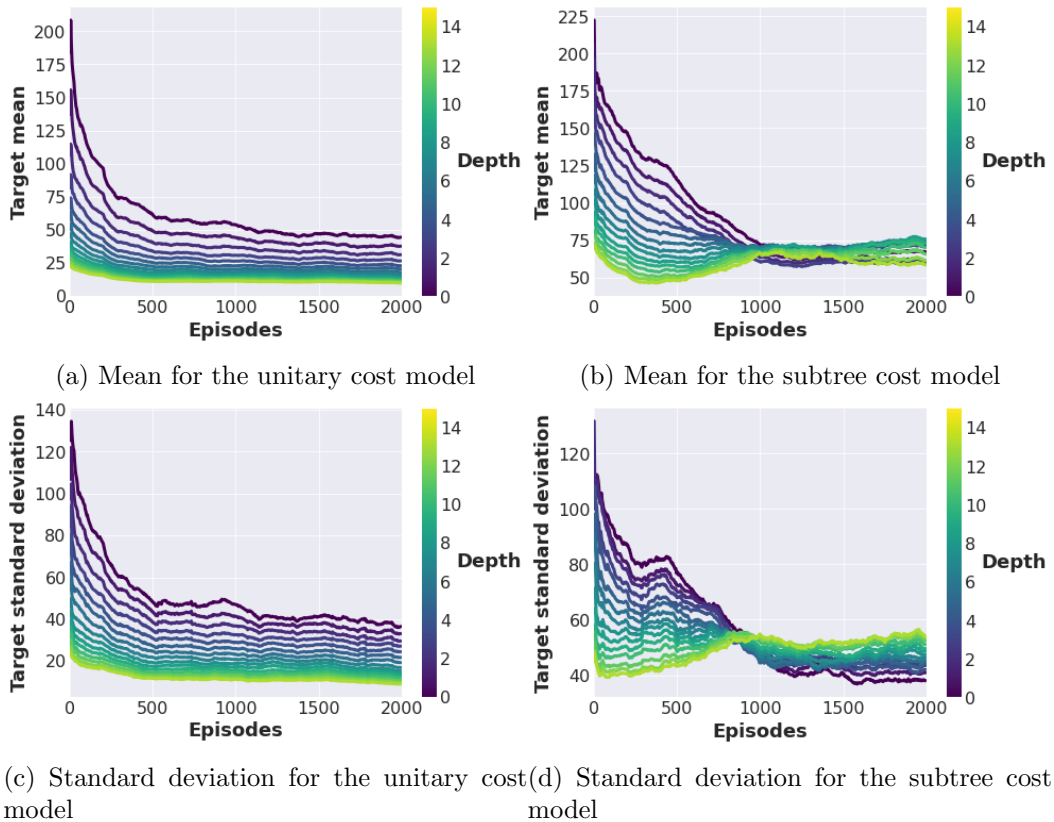 200
175
150
125
100
75
50
25
0
Target mean
0 500 1000 1500 2000
Episodes
14
12
10
8
6
4
2
0
Depth
225
200
175
150
125
100
75
50
Target mean
0 500 1000 1500 2000
Episodes
14
12
10
8
6
4
2
0
Depth
(a) Mean for the unitary cost model
(b) Mean for the subtree cost model
140
120
100
80
60
40
20
Target standard deviation
0 500 1000 1500 2000
Episodes
14
12
10
8
6
4
2
0
Depth
120
100
80
60
40
Target standard deviation
0 500 1000 1500 2000
Episodes
14
12
10
8
6
4
2
0
Depth
(c) Standard deviation for the unitary cost
model
(d) Standard deviation for the subtree cost
model